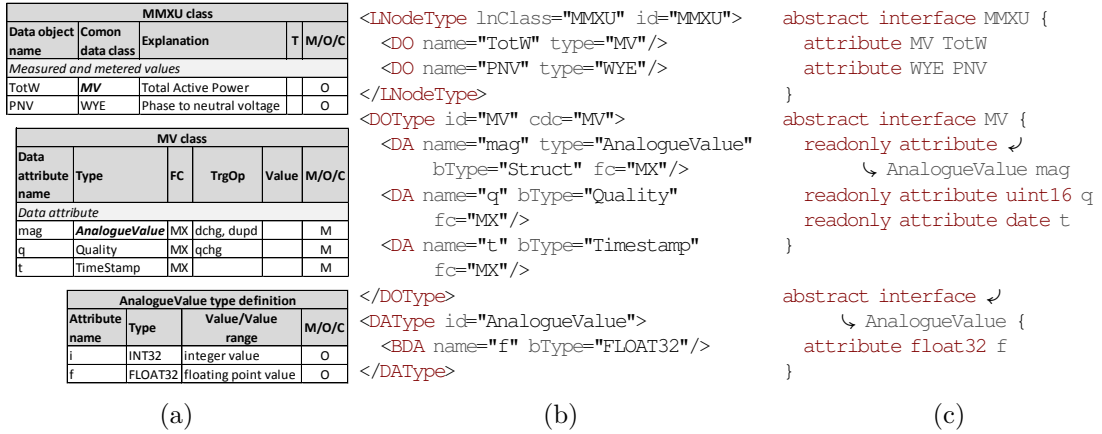 MMXU class
Data object name Comon data class Explanation T M/O/C
Measured and metered values
TotW MV Total Active Power O
PNV WYE Phase to neutral voltage O
MV class
Data attribute name Type FC TrgOp Value M/O/C
Data attribute
mag AnalogueValue MX dchg, dupd M
q Quality MX qchg M
t TimeStamp MX M
AnalogueValue type definition
Attribute name Type Value/Value range M/O/C
i INT32 integer value O
f FLOAT32 floating point value O
(a)
<LNodeType lnClass="MMXU" id="MMXU">
<DO name="TotW" type="MV"/>
<DO name="PNV" type="WYE"/>
</LNodeType>
<DOType id="MV" cdc="MV">
<DA name="mag" type="AnalogueValue"
bType="Struct" fc="MX"/>
<DA name="q" bType="Quality"
fc="MX"/>
<DA name="t" bType="Timestamp"
fc="MX"/>
</DOType>
<DAType id="AnalogueValue">
<BDA name="f" bType="FLOAT32"/>
</DAType>
(b)
abstract interface MMXU {
attribute MV TotW
attribute WYE PNV
}
abstract interface MV {
readonly attribute
AnalogueValue mag
readonly attribute uint16 q
readonly attribute date t
}
abstract interface
AnalogueValue {
attribute float32 f
}
(c)